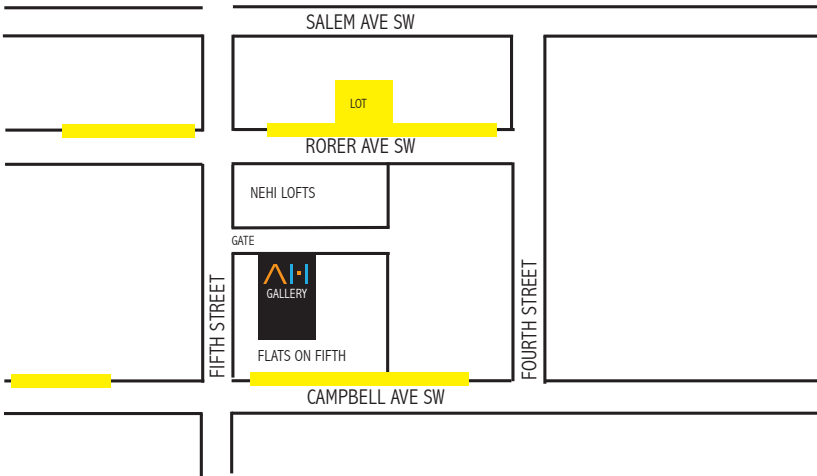 SALEM AVE SW
LOT
RORER AVE SW
NEHI LOFTS
GATE
AH
GALLERY
FIFTH STREET
FOURTH STREET
FLATS ON FIFTH
CAMPBELL AVE SW